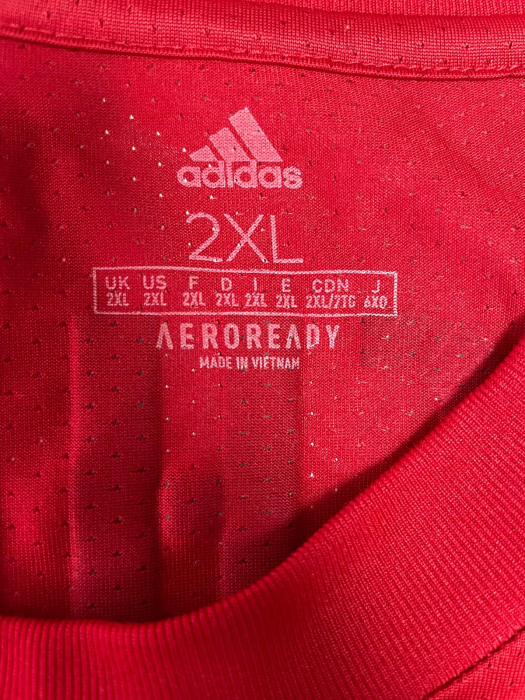 adidas
2XL
UK US F D I E CDN J
2XL 2XL 2XL 2XL 2XL 2XL 2XL/2TG 6XO
AEROREADY
MADE IN VIETNAM